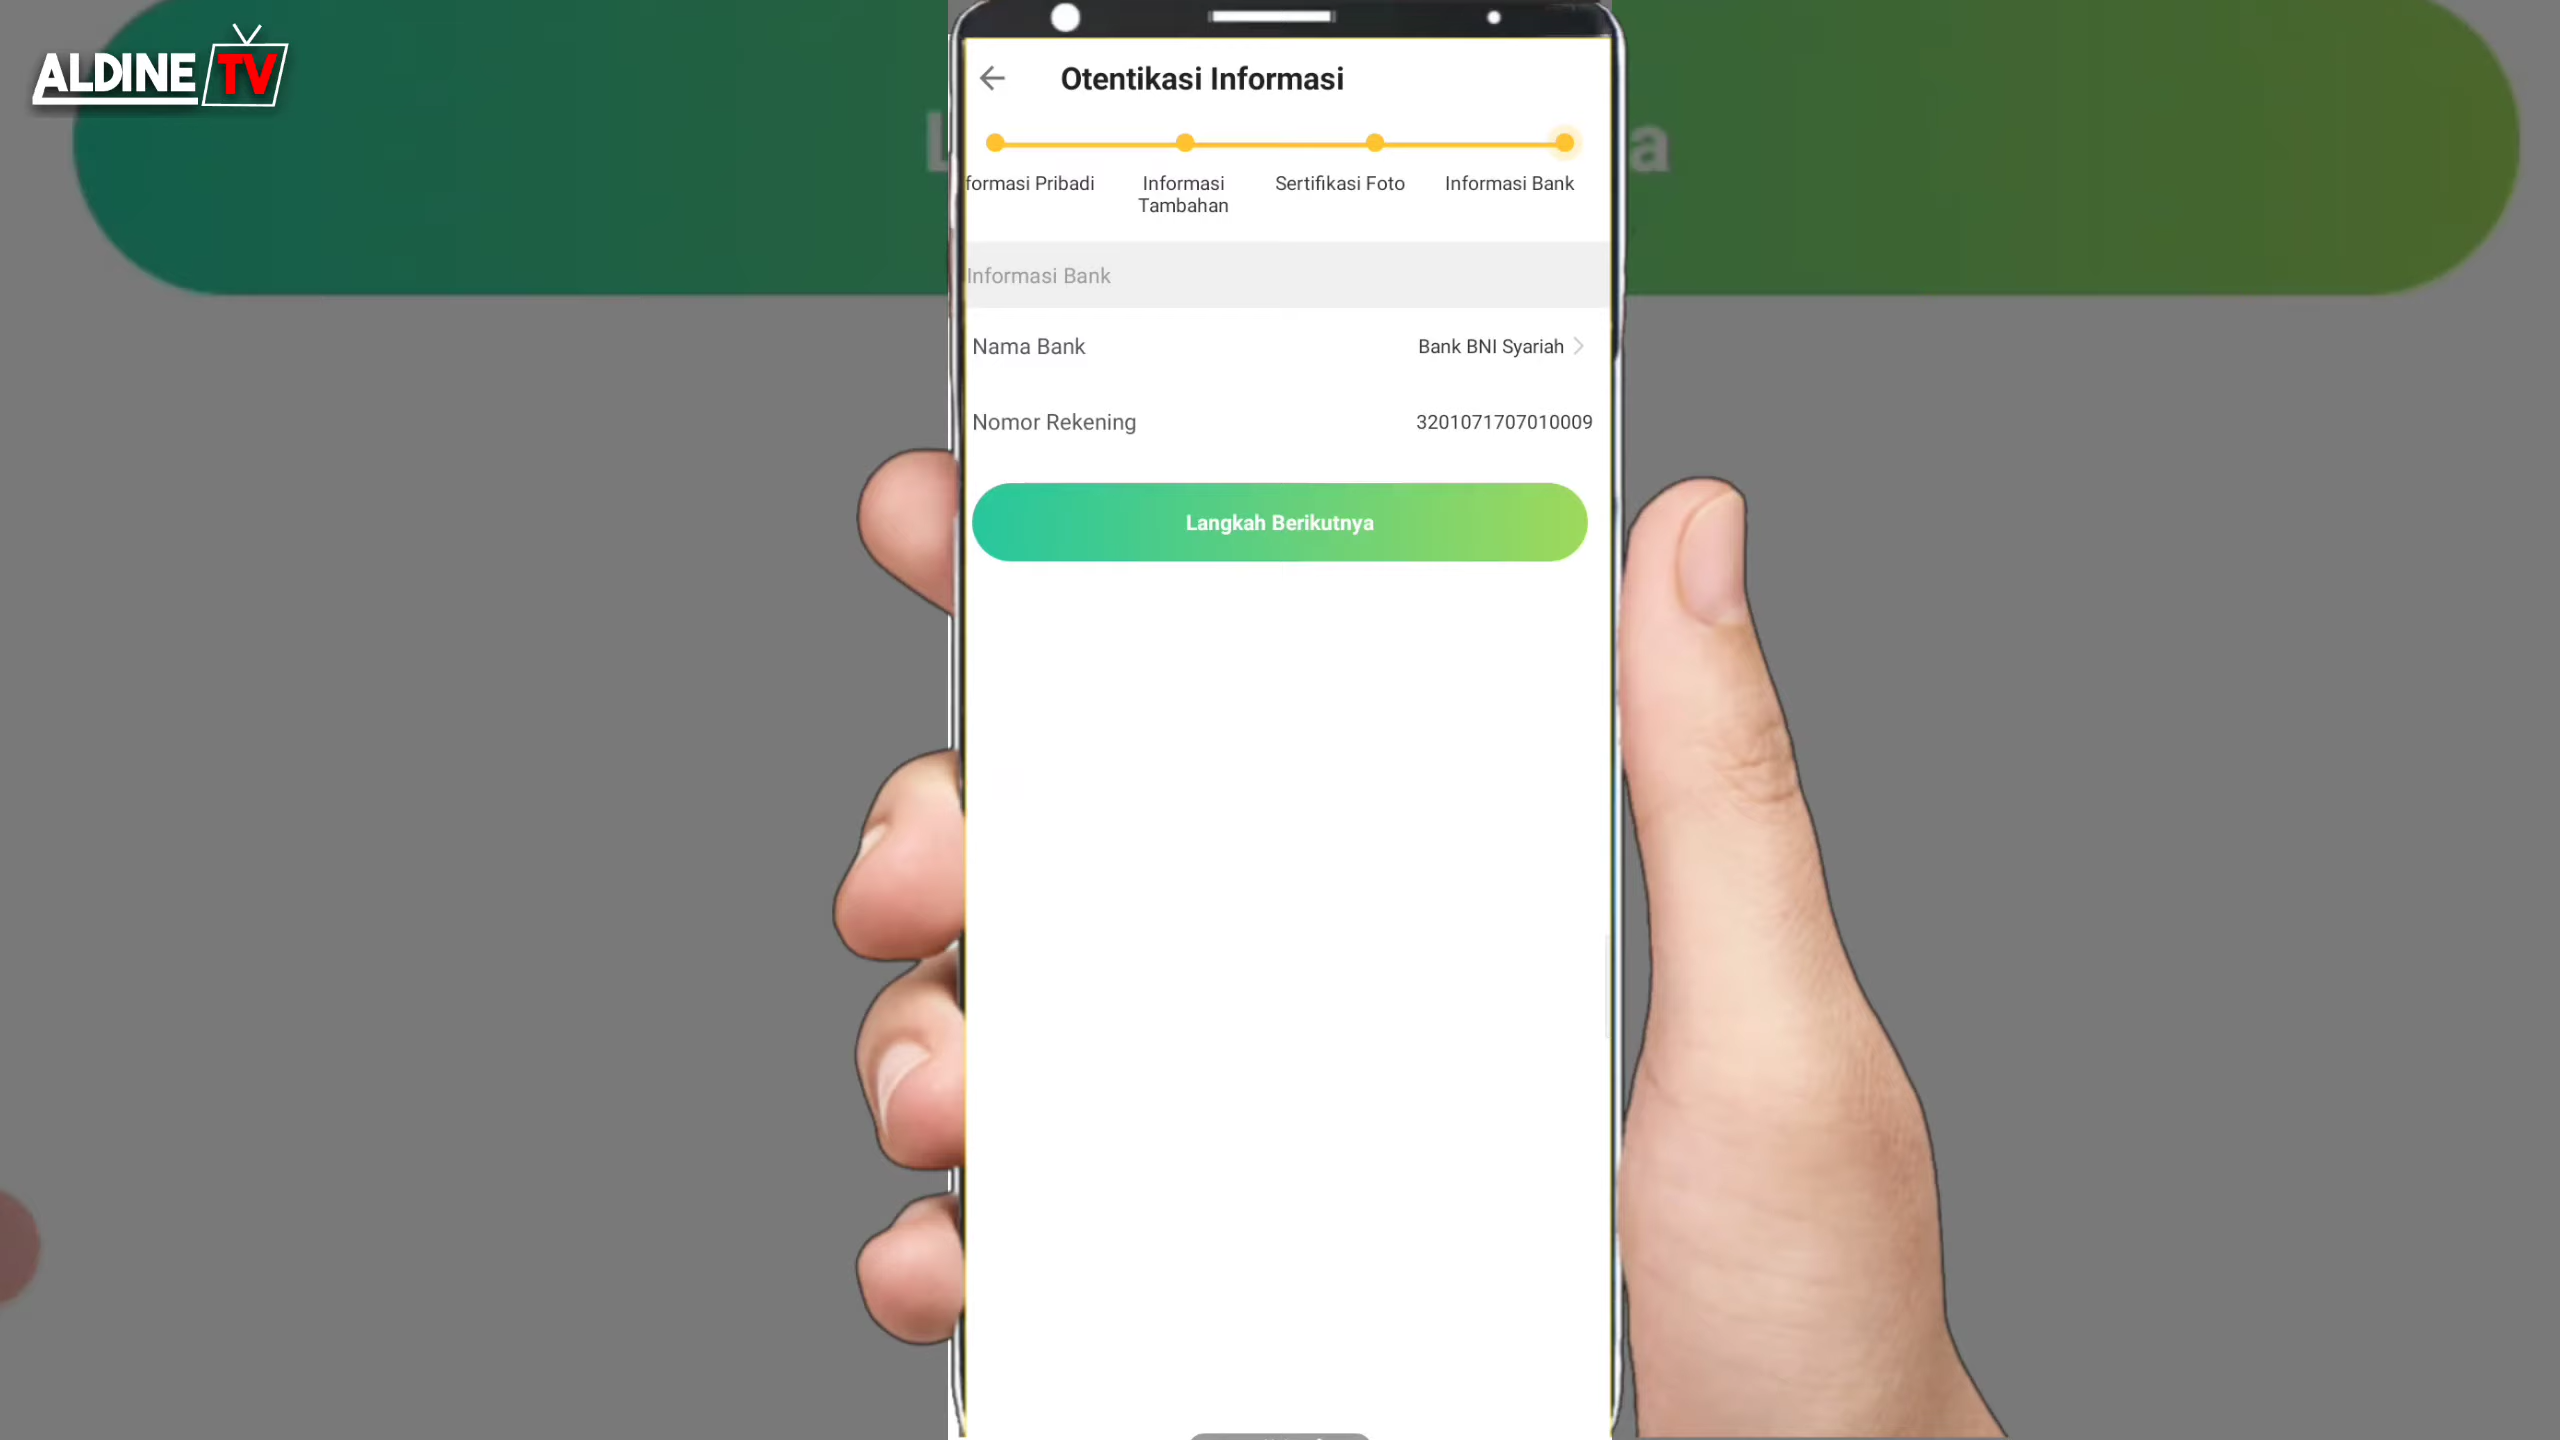 ALDINE TV
Otentikasi Informasi
formasi Pribadi
Informasi
Tambahan
Sertifikasi Foto
Informasi Bank
Informasi Bank
Nama Bank
Bank BNI Syariah
Nomor Rekening
3201071707010009
Langkah Berikutnya